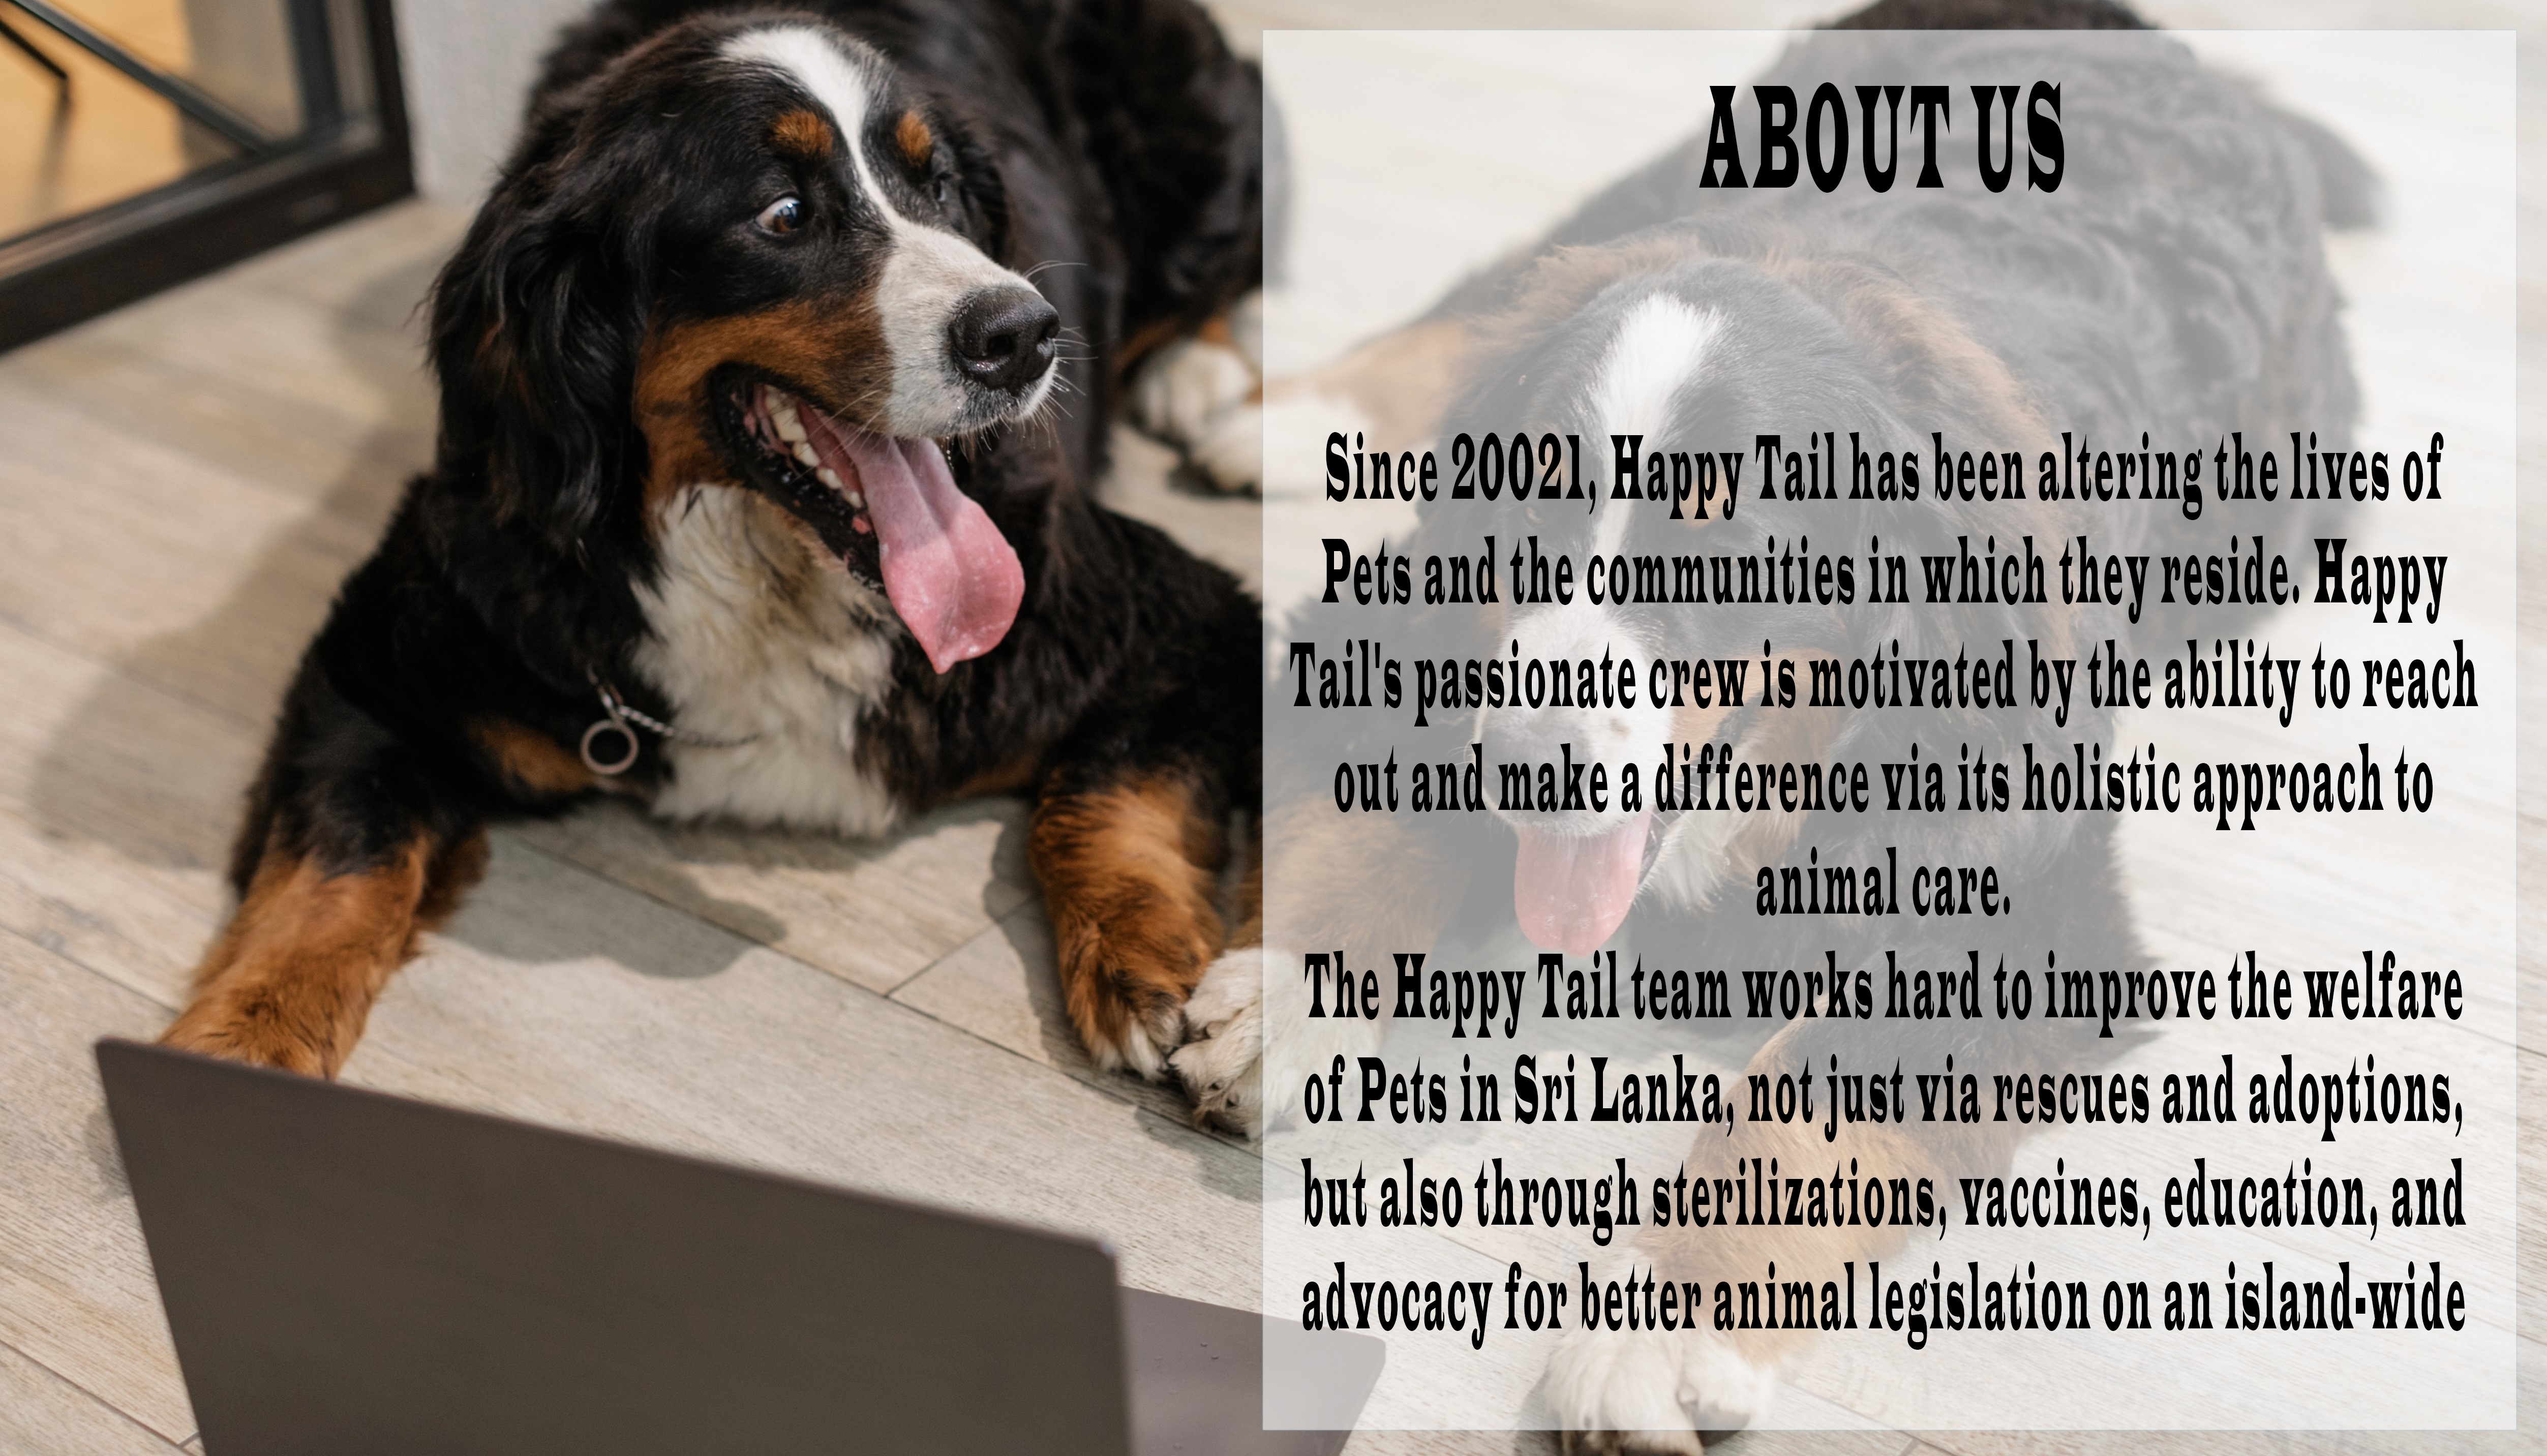 ABOUT US
Since 20021, Happy Tail has been altering the lives of
Pets and the communities in which they reside. Happy
Tail's passionate crew is motivated by the ability to reach
out and make a difference via its holistic approach to
animal care.
The Happy Tail team works hard to improve the welfare
of Pets in Sri Lanka, not just via rescues and adoptions,
but also through sterilizations, vaccines, education, and
advocacy for better animal legislation on an island-wide